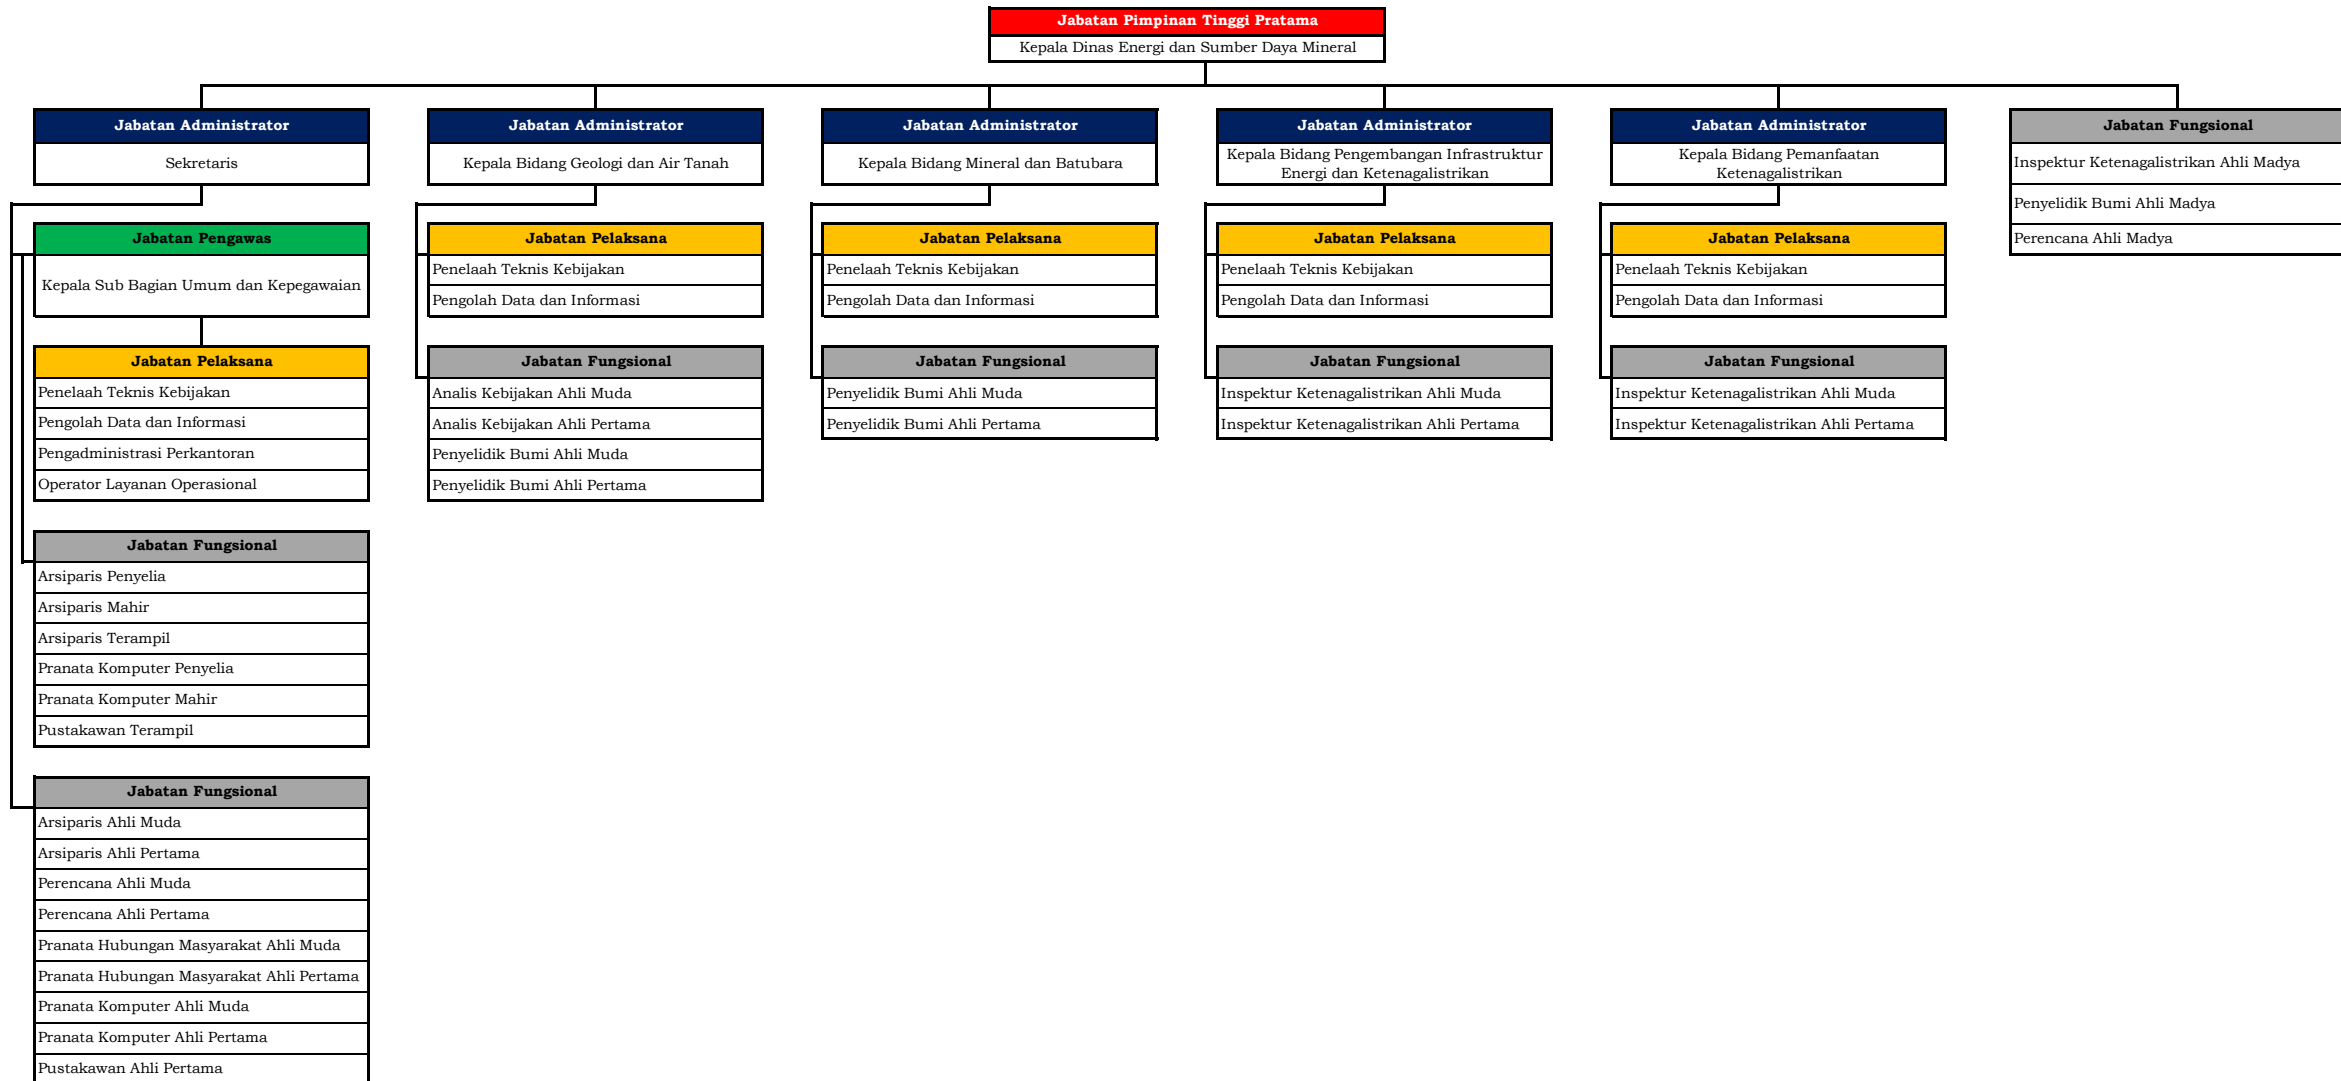 Jabatan Pimpinan Tinggi Pratama
Kepala Dinas Energi dan Sumber Daya Mineral
Jabatan Administrator
Sekretaris
Jabatan Pengawas
Kepala Sub Bagian Umum dan Kepegawaian
Jabatan Pelaksana
Penelaah Teknis Kebijakan
Pengolah Data dan Informasi
Pengadministrasi Perkantoran
Operator Layanan Operasional
Jabatan Fungsional
Arsiparis Penyelia
Arsiparis Mahir
Arsiparis Terampil
Pranata Komputer Penyelia
Pranata Komputer Mahir
Pustakawan Terampil
Jabatan Fungsional
Arsiparis Ahli Muda
Arsiparis Ahli Pertama
Perencana Ahli Muda
Perencana Ahli Pertama
Pranata Hubungan Masyarakat Ahli Muda
Pranata Hubungan Masyarakat Ahli Pertama
Pranata Komputer Ahli Muda
Pranata Komputer Ahli Pertama
Pustakawan Ahli Pertama
Jabatan Administrator
Kepala Bidang Geologi dan Air Tanah
Jabatan Pelaksana
Penelaah Teknis Kebijakan
Pengolah Data dan Informasi
Jabatan Fungsional
Analis Kebijakan Ahli Muda
Analis Kebijakan Ahli Pertama
Penyelidik Bumi Ahli Muda
Penyelidik Bumi Ahli Pertama
Jabatan Administrator
Kepala Bidang Mineral dan Batubara
Jabatan Pelaksana
Penelaah Teknis Kebijakan
Pengolah Data dan Informasi
Jabatan Fungsional
Penyelidik Bumi Ahli Muda
Penyelidik Bumi Ahli Pertama
Jabatan Administrator
Kepala Bidang Pengembangan Infrastruktur
Energi dan Ketenagalistrikan
Jabatan Pelaksana
Penelaah Teknis Kebijakan
Pengolah Data dan Informasi
Jabatan Fungsional
Inspektur Ketenagalistrikan Ahli Muda
Inspektur Ketenagalistrikan Ahli Pertama
Jabatan Administrator
Kepala Bidang Pemanfaatan
Ketenagalistrikan
Jabatan Pelaksana
Penelaah Teknis Kebijakan
Pengolah Data dan Informasi
Jabatan Fungsional
Inspektur Ketenagalistrikan Ahli Muda
Inspektur Ketenagalistrikan Ahli Pertama
Jabatan Fungsional
Inspektur Ketenagalistrikan Ahli Madya
Penyelidik Bumi Ahli Madya
Perencana Ahli Madya